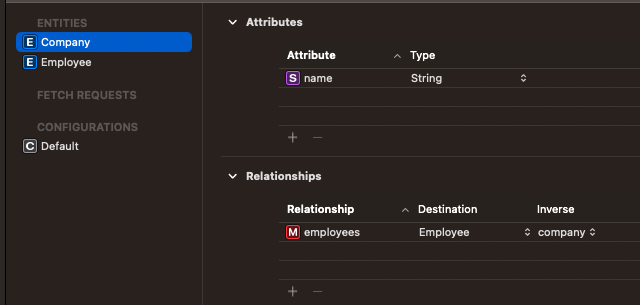 ENTITIES
E Company
E Employee
FETCH REQUESTS
CONFIGURATIONS
C Default
Attributes
Attribute Type
S name String
Relationships
Relationship Destination Inverse
M employees Employee company